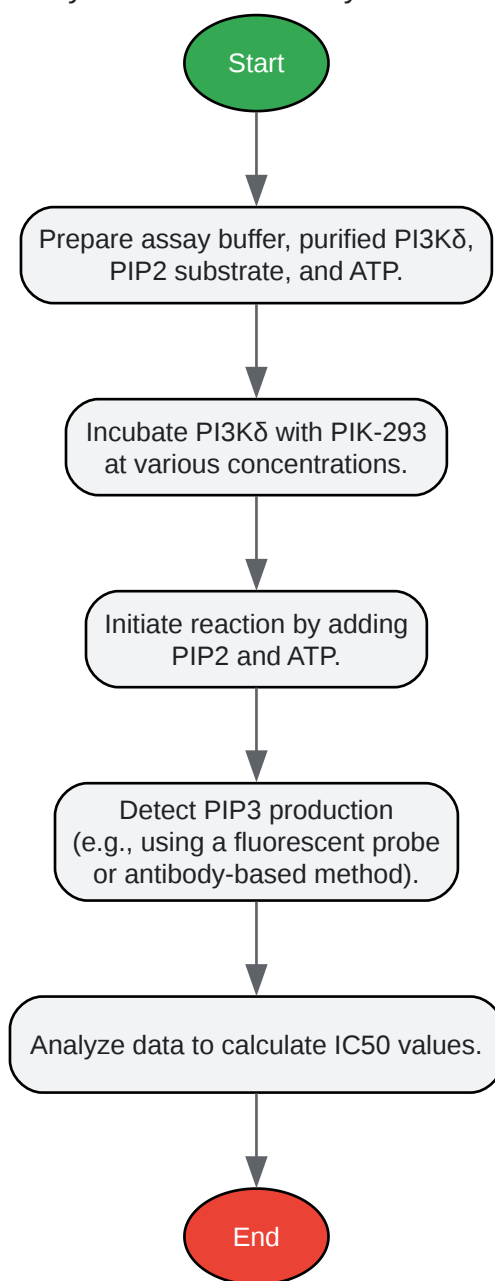 Start
Prepare assay buffer, purified PI3Kδ,
PIP2 substrate, and ATP.
Incubate PI3Kδ with PIK-293
at various concentrations.
Initiate reaction by adding
PIP2 and ATP.
Detect PIP3 production
(e.g., using a fluorescent probe
or antibody-based method).
Analyze data to calculate IC50 values.
End